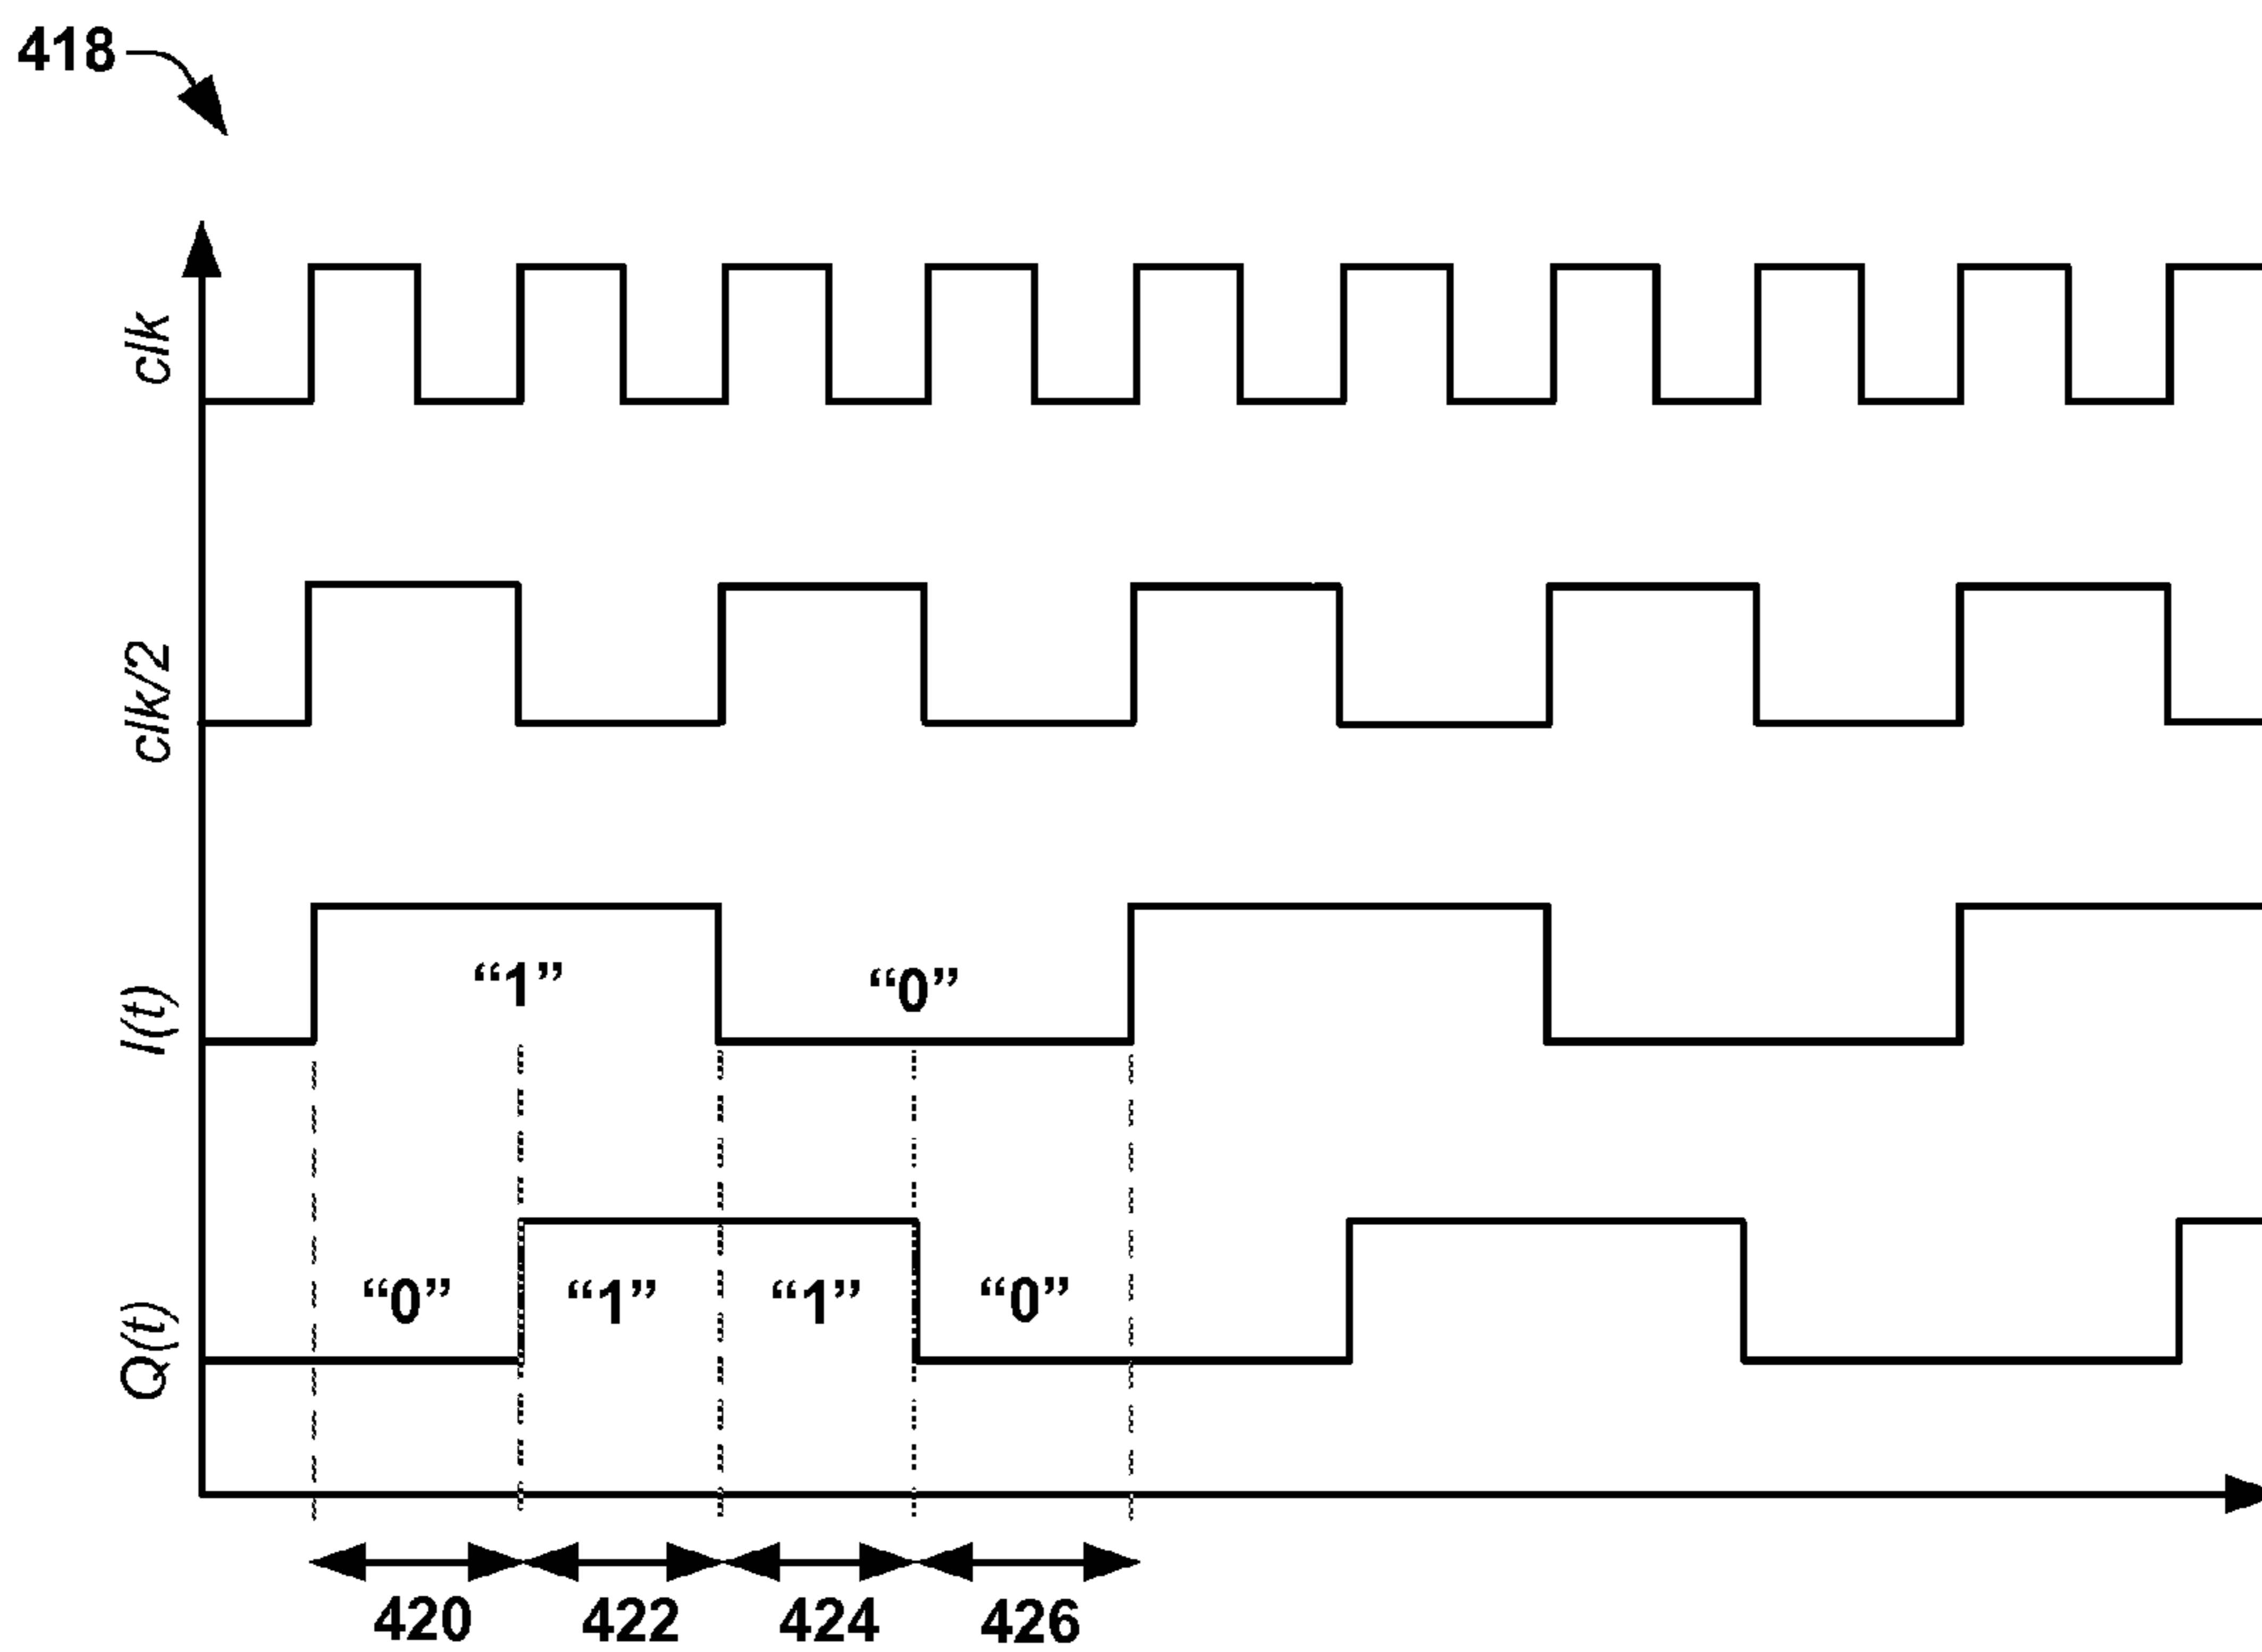 418
clk
clk/2
I(t)
“1” “0”
Q(t)
“0” “1” “1” “0”
420 422 424 426